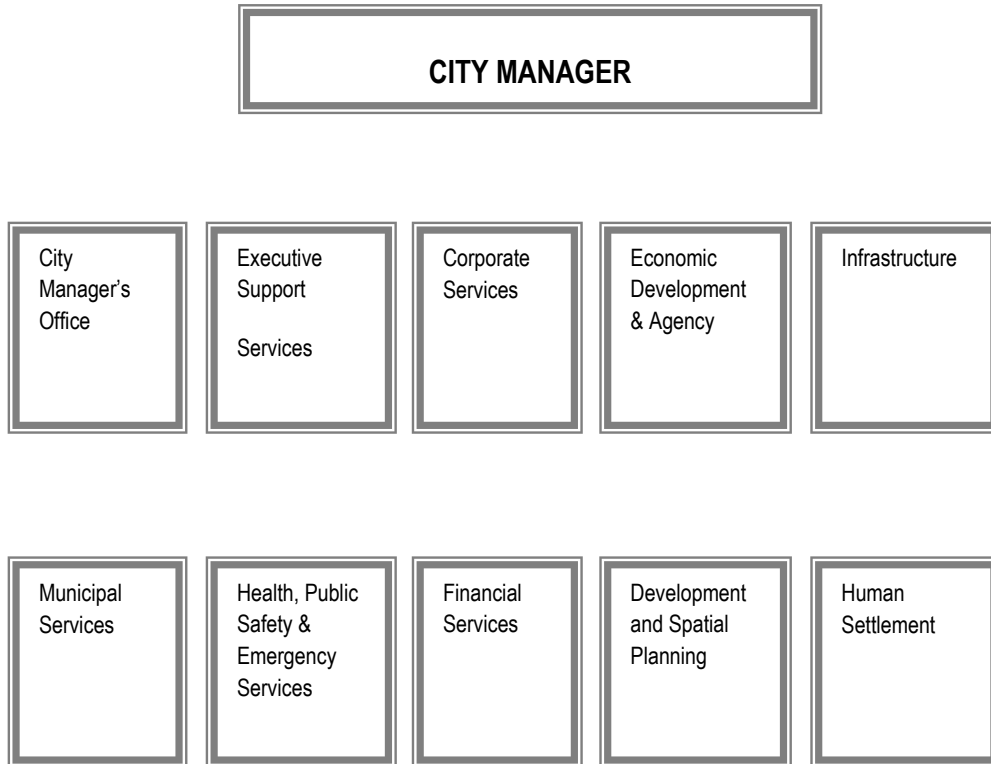 CITY MANAGER
City
Manager’s
Office
Executive
Support
Services
Corporate
Services
Economic
Development
& Agency
Infrastructure
Municipal
Services
Health, Public
Safety &
Emergency
Services
Financial
Services
Development
and Spatial
Planning
Human
Settlement